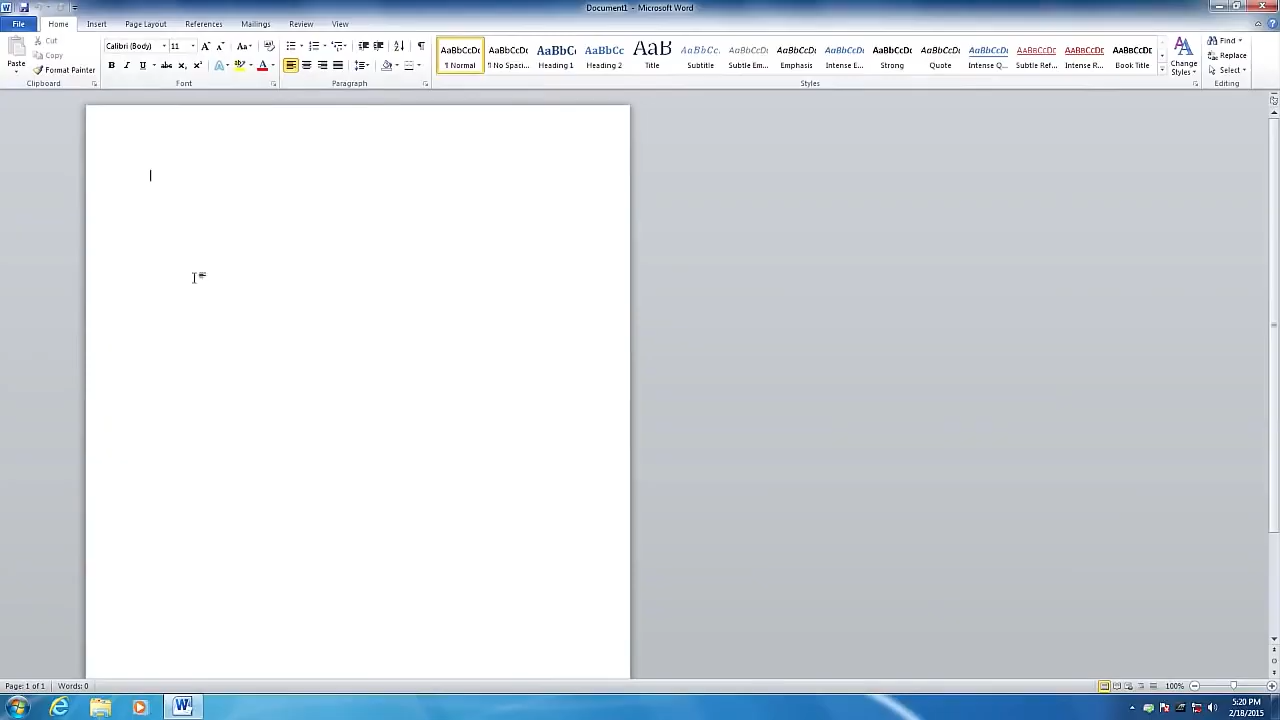 Document1 - Microsoft Word
File Home Insert Page Layout References Mailings Review View
Paste
Cut
Copy
Format Painter
Clipboard
Calibri (Body) 11
Font
Paragraph
AaBbCcDc AaBbCcDc AaBbC( AaBbCc AaB AaBbCc. AaBbCcDc AaBbCcDc AaBbCcDc AaBbCcDc AaBbCcDc AaBbCcDc AABBCCDC AABBCCDC AABBCCDC
¶ Normal ¶ No Spaci... Heading 1 Heading 2 Title Subtitle Subtle Em... Emphasis Intense E... Strong Quote Intense Q... Subtle Ref... Intense R... Book Title
Change
Styles
Styles
Find
Replace
Select
Editing
Page: 1 of 1 Words: 0
100%
5:20 PM
2/18/2015